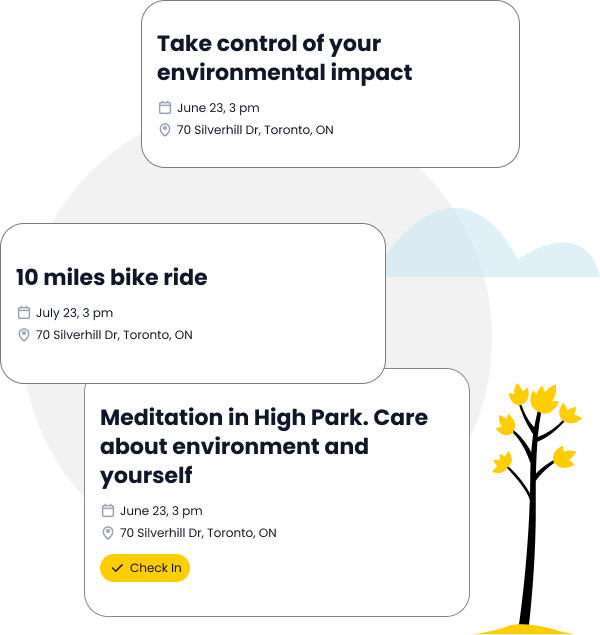 Take control of your
environmental impact
June 23, 3 pm
70 Silverhill Dr, Toronto, ON
10 miles bike ride
July 23, 3 pm
70 Silverhill Dr, Toronto, ON
Meditation in High Park. Care
about environment and
yourself
June 23, 3 pm
70 Silverhill Dr, Toronto, ON
Check In